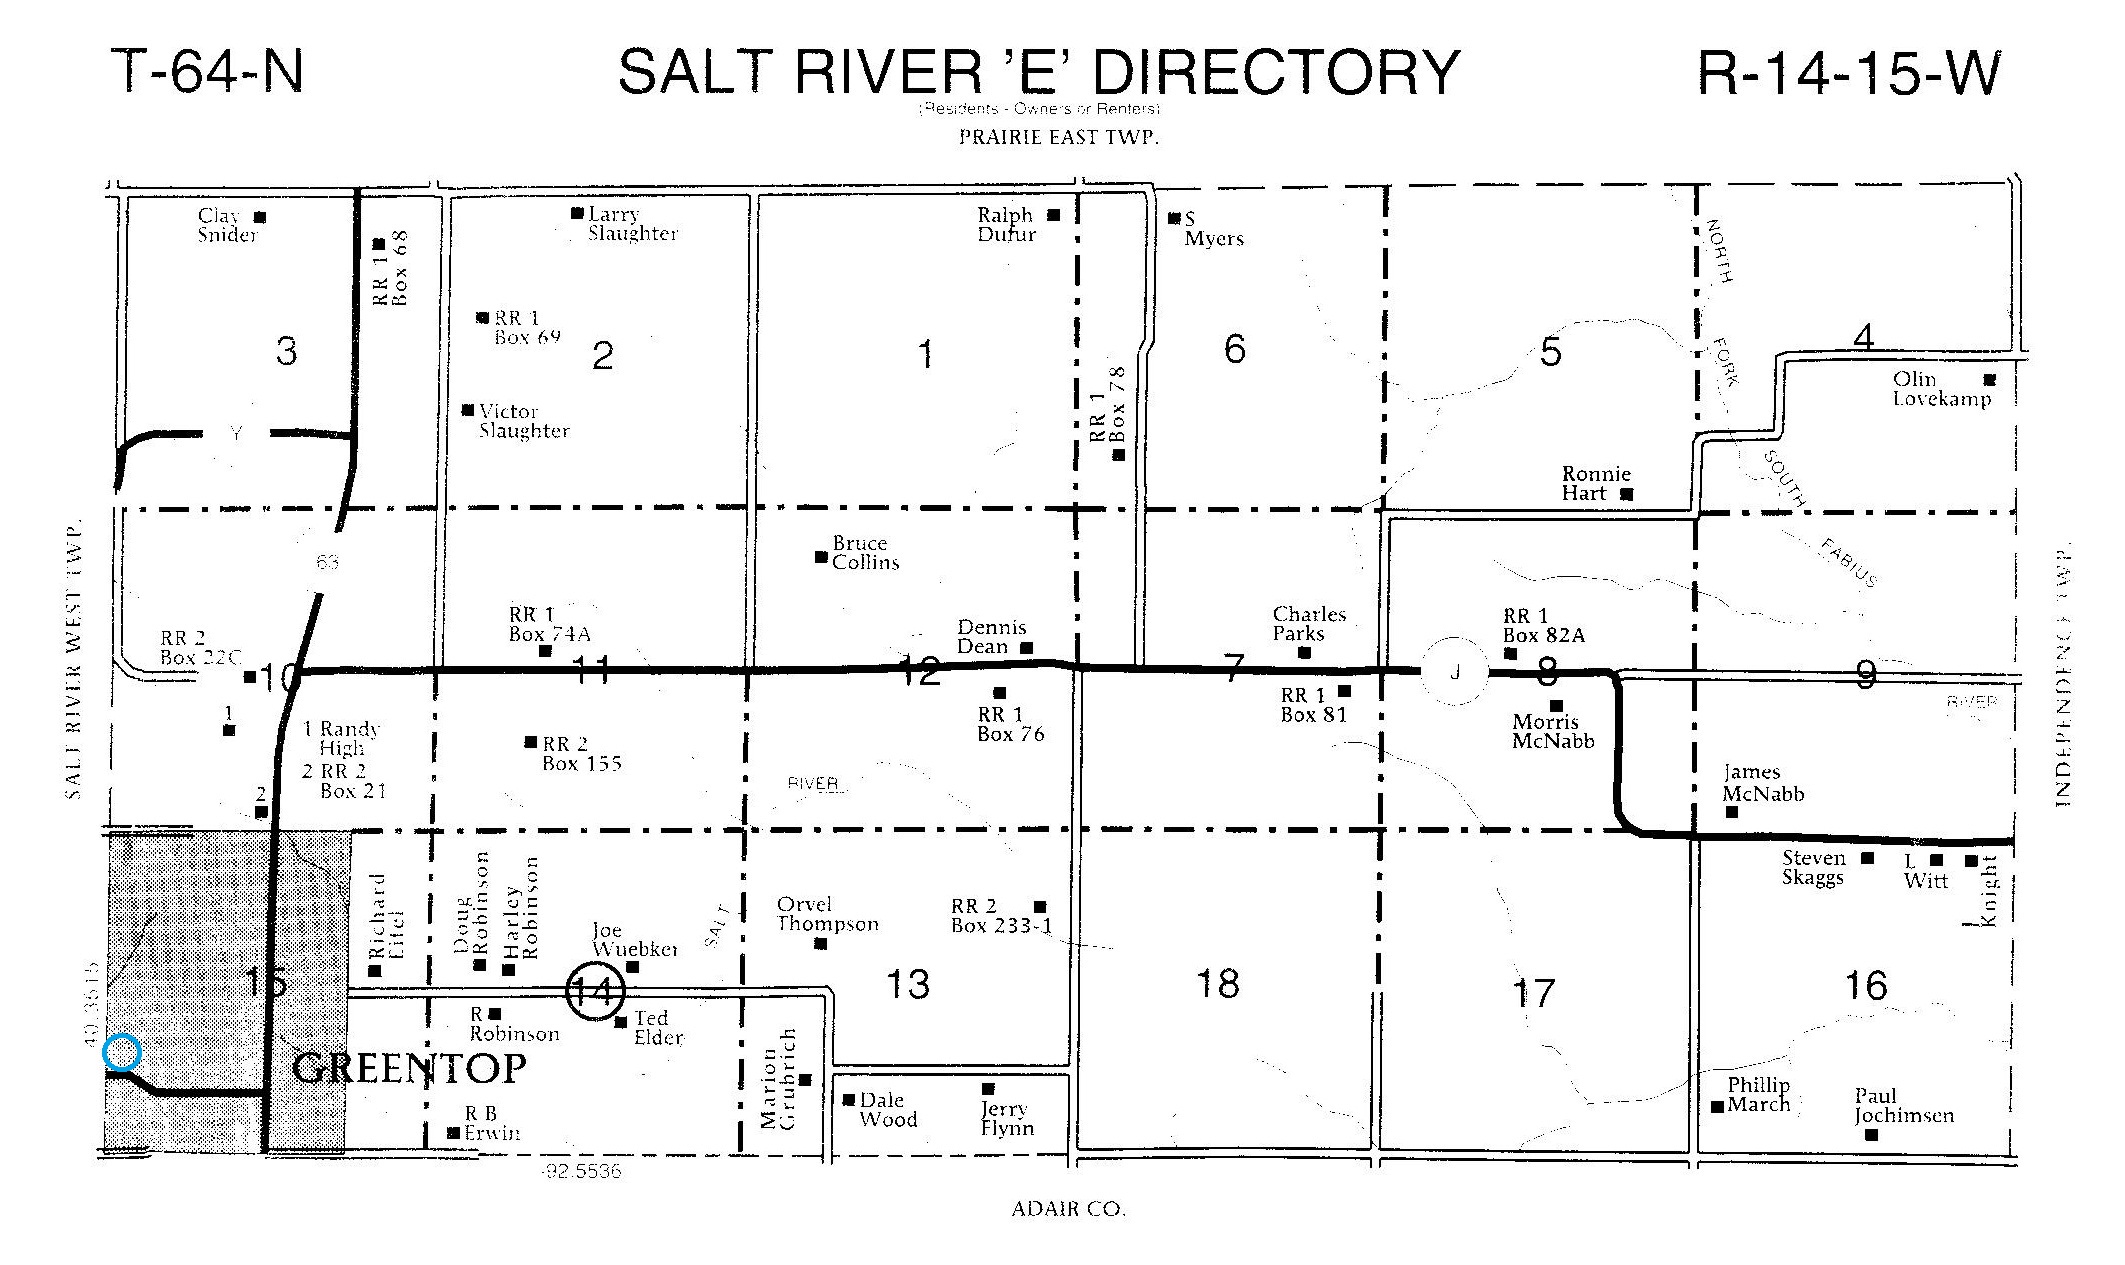 T-64-N
SALT RIVER 'E' DIRECTORY
R-14-15-W
(Residents - Owners or Renters)
PRAIRIE EAST TWP.
Clay
Snider
RR 1
Box 68
Larry
Slaughter
Ralph
Dufur
S
Myers
NORTH
FORK
RR 1
Box 69
3
2
1
6
5
4
Victor
Slaughter
RR 1
Box 78
Olin
Lovekamp
Y
Ronnie
Hart
SOUTH
FABIUS
RIVER
SALT RIVER WEST TWP.
INDEPENDENCE TWP.
63
Bruce
Collins
RR 2
Box 22C
RR 1
Box 74A
Dennis
Dean
Charles
Parks
RR 1
Box 82A
10
11
12
7
J
8
9
1
1 Randy
High
2 RR 2
Box 21
2
RR 2
Box 155
RR 1
Box 76
RR 1
Box 81
Morris
McNabb
James
McNabb
RIVER
SALT
Steven
Skaggs
L
Witt
J
Knight
Richard
Eitel
Doug
Robinson
Harley
Robinson
Joe
Wuebker
Orvel
Thompson
RR 2
Box 233-1
15
14
13
18
17
16
40.3615
R
Robinson
Ted
Elder
GREENTOP
Marion
Grubrich
Dale
Wood
Jerry
Flynn
Phillip
March
Paul
Jochimsen
R B
Erwin
-92.5536
ADAIR CO.